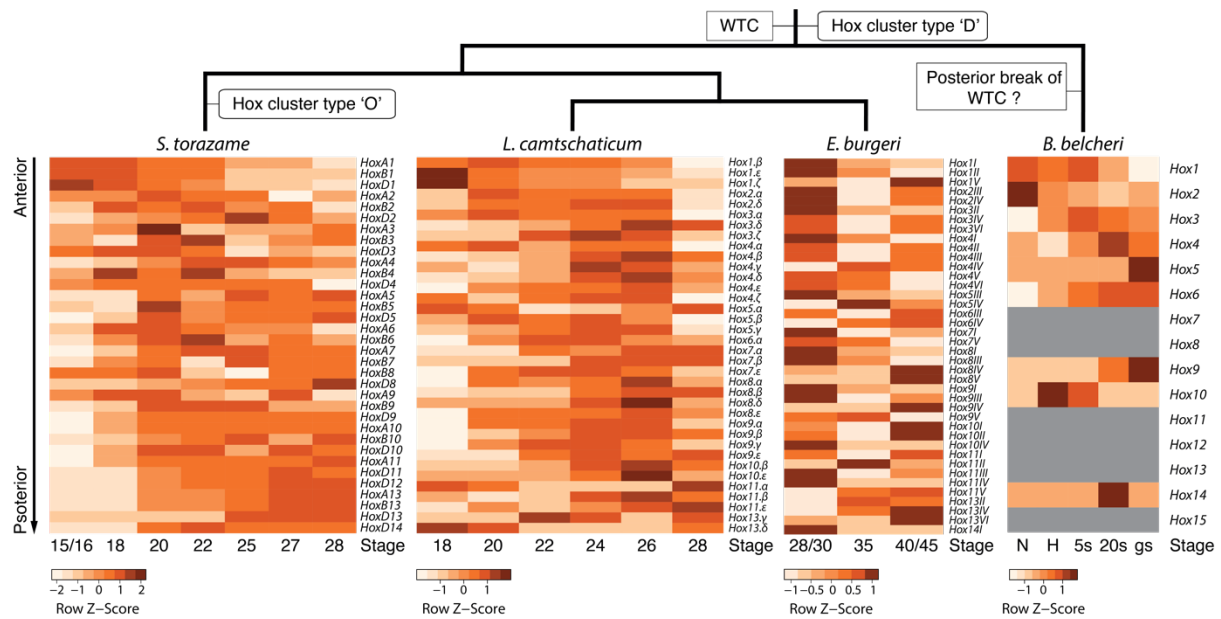 WTC
Hox cluster type 'D'
Posterior break of
WTC ?
Hox cluster type 'O'
S. torazame
L. camtschaticum
E. burgeri
B. belcheri
Anterior
Psoterior
HoxA1
HoxB1
HoxD1
HoxA2
HoxB2
HoxD2
HoxA3
HoxB3
HoxD3
HoxA4
HoxB4
HoxD4
HoxA5
HoxB5
HoxD5
HoxA6
HoxB6
HoxA7
HoxB7
HoxB8
HoxD8
HoxA9
HoxB9
HoxD9
HoxA10
HoxB10
HoxD10
HoxA11
HoxD11
HoxD12
HoxA13
HoxB13
HoxD13
HoxD14
15/16 18 20 22 25 27 28 Stage
-2 -1 0 1 2
Row Z-Score
Hox1.β
Hox1.ε
Hox1.ζ
Hox2.α
Hox2.δ
Hox3.α
Hox3.δ
Hox3.ζ
Hox4.α
Hox4.β
Hox4.γ
Hox4.δ
Hox4.ε
Hox4.ζ
Hox5.α
Hox5.β
Hox5.γ
Hox6.α
Hox7.α
Hox7.β
Hox7.ε
Hox8.α
Hox8.β
Hox8.δ
Hox8.ε
Hox9.α
Hox9.β
Hox9.γ
Hox9.ε
Hox10.β
Hox10.ε
Hox11.α
Hox11.β
Hox11.ε
Hox13.γ
Hox13.δ
18 20 22 24 26 28 Stage
-1 0 1
Row Z-Score
Hox1I
Hox1II
Hox1V
Hox2III
Hox2IV
Hox3II
Hox3IV
Hox3VI
Hox4I
Hox4II
Hox4III
Hox4IV
Hox4V
Hox4VI
Hox5III
Hox5IV
Hox6III
Hox6IV
Hox7I
Hox7V
Hox8I
Hox8III
Hox8IV
Hox8V
Hox9I
Hox9III
Hox9IV
Hox9V
Hox10I
Hox10II
Hox10IV
Hox11I
Hox11II
Hox11III
Hox11IV
Hox11V
Hox13II
Hox13IV
Hox13VI
Hox14I
28/30 35 40/45 Stage
-1 -0.5 0 0.5 1
Row Z-Score
Hox1
Hox2
Hox3
Hox4
Hox5
Hox6
Hox7
Hox8
Hox9
Hox10
Hox11
Hox12
Hox13
Hox14
Hox15
N H 5s 20s gs Stage
-1 0 1
Row Z-Score